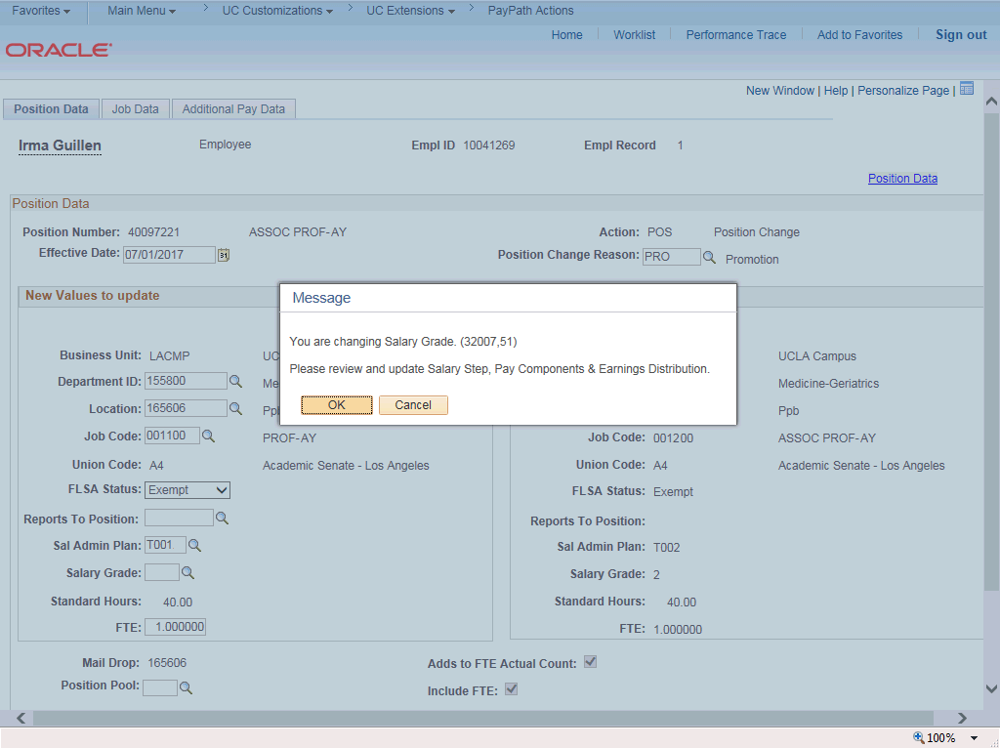 Favorites Main Menu > UC Customizations > UC Extensions > PayPath Actions
Home Worklist Performance Trace Add to Favorites Sign out
ORACLE
New Window | Help | Personalize Page |
Position Data Job Data Additional Pay Data
Irma Guillen Employee Empl ID 10041269 Empl Record 1
Position Data
Position Data
Position Number: 40097221 ASSOC PROF-AY Action: POS Position Change
Effective Date: 07/01/2017 31 Position Change Reason: PRO Promotion
New Values to update
Message
You are changing Salary Grade. (32007,51)
Please review and update Salary Step, Pay Components & Earnings Distribution.
OK Cancel
Business Unit: LACMP UC UCLA Campus
Department ID: 155800 Me Medicine-Geriatrics
Location: 165606 Ppb Ppb
Job Code: 001100 PROF-AY Job Code: 001200 ASSOC PROF-AY
Union Code: A4 Academic Senate - Los Angeles Union Code: A4 Academic Senate - Los Angeles
FLSA Status: Exempt FLSA Status: Exempt
Reports To Position: Reports To Position:
Sal Admin Plan: T001 Sal Admin Plan: T002
Salary Grade: Salary Grade: 2
Standard Hours: 40.00 Standard Hours: 40.00
FTE: 1.000000 FTE: 1.000000
Mail Drop: 165606 Adds to FTE Actual Count:
Position Pool: Include FTE:
100%